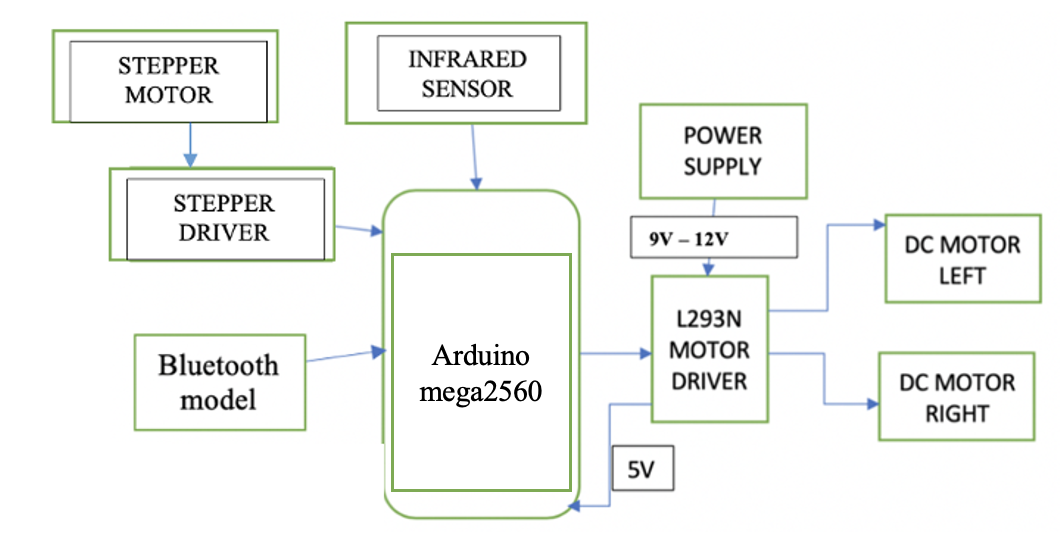 STEPPER
MOTOR
INFRARED
SENSOR
POWER
SUPPLY
STEPPER
DRIVER
9V – 12V
DC MOTOR
LEFT
L293N
MOTOR
DRIVER
Bluetooth
model
Arduino
mega2560
DC MOTOR
RIGHT
5V